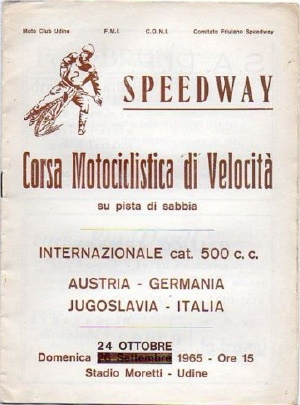 Moto Club Udine F.M.I. C.O.N.I. Comitato Friulano Speedway
SPEEDWAY
Corsa Motociclistica di Velocità
su pista di sabbia
INTERNAZIONALE cat. 500 c. c.
AUSTRIA - GERMANIA
JUGOSLAVIA - ITALIA
24 OTTOBRE
Domenica 26 Settembre 1965 - Ore 15
Stadio Moretti - Udine